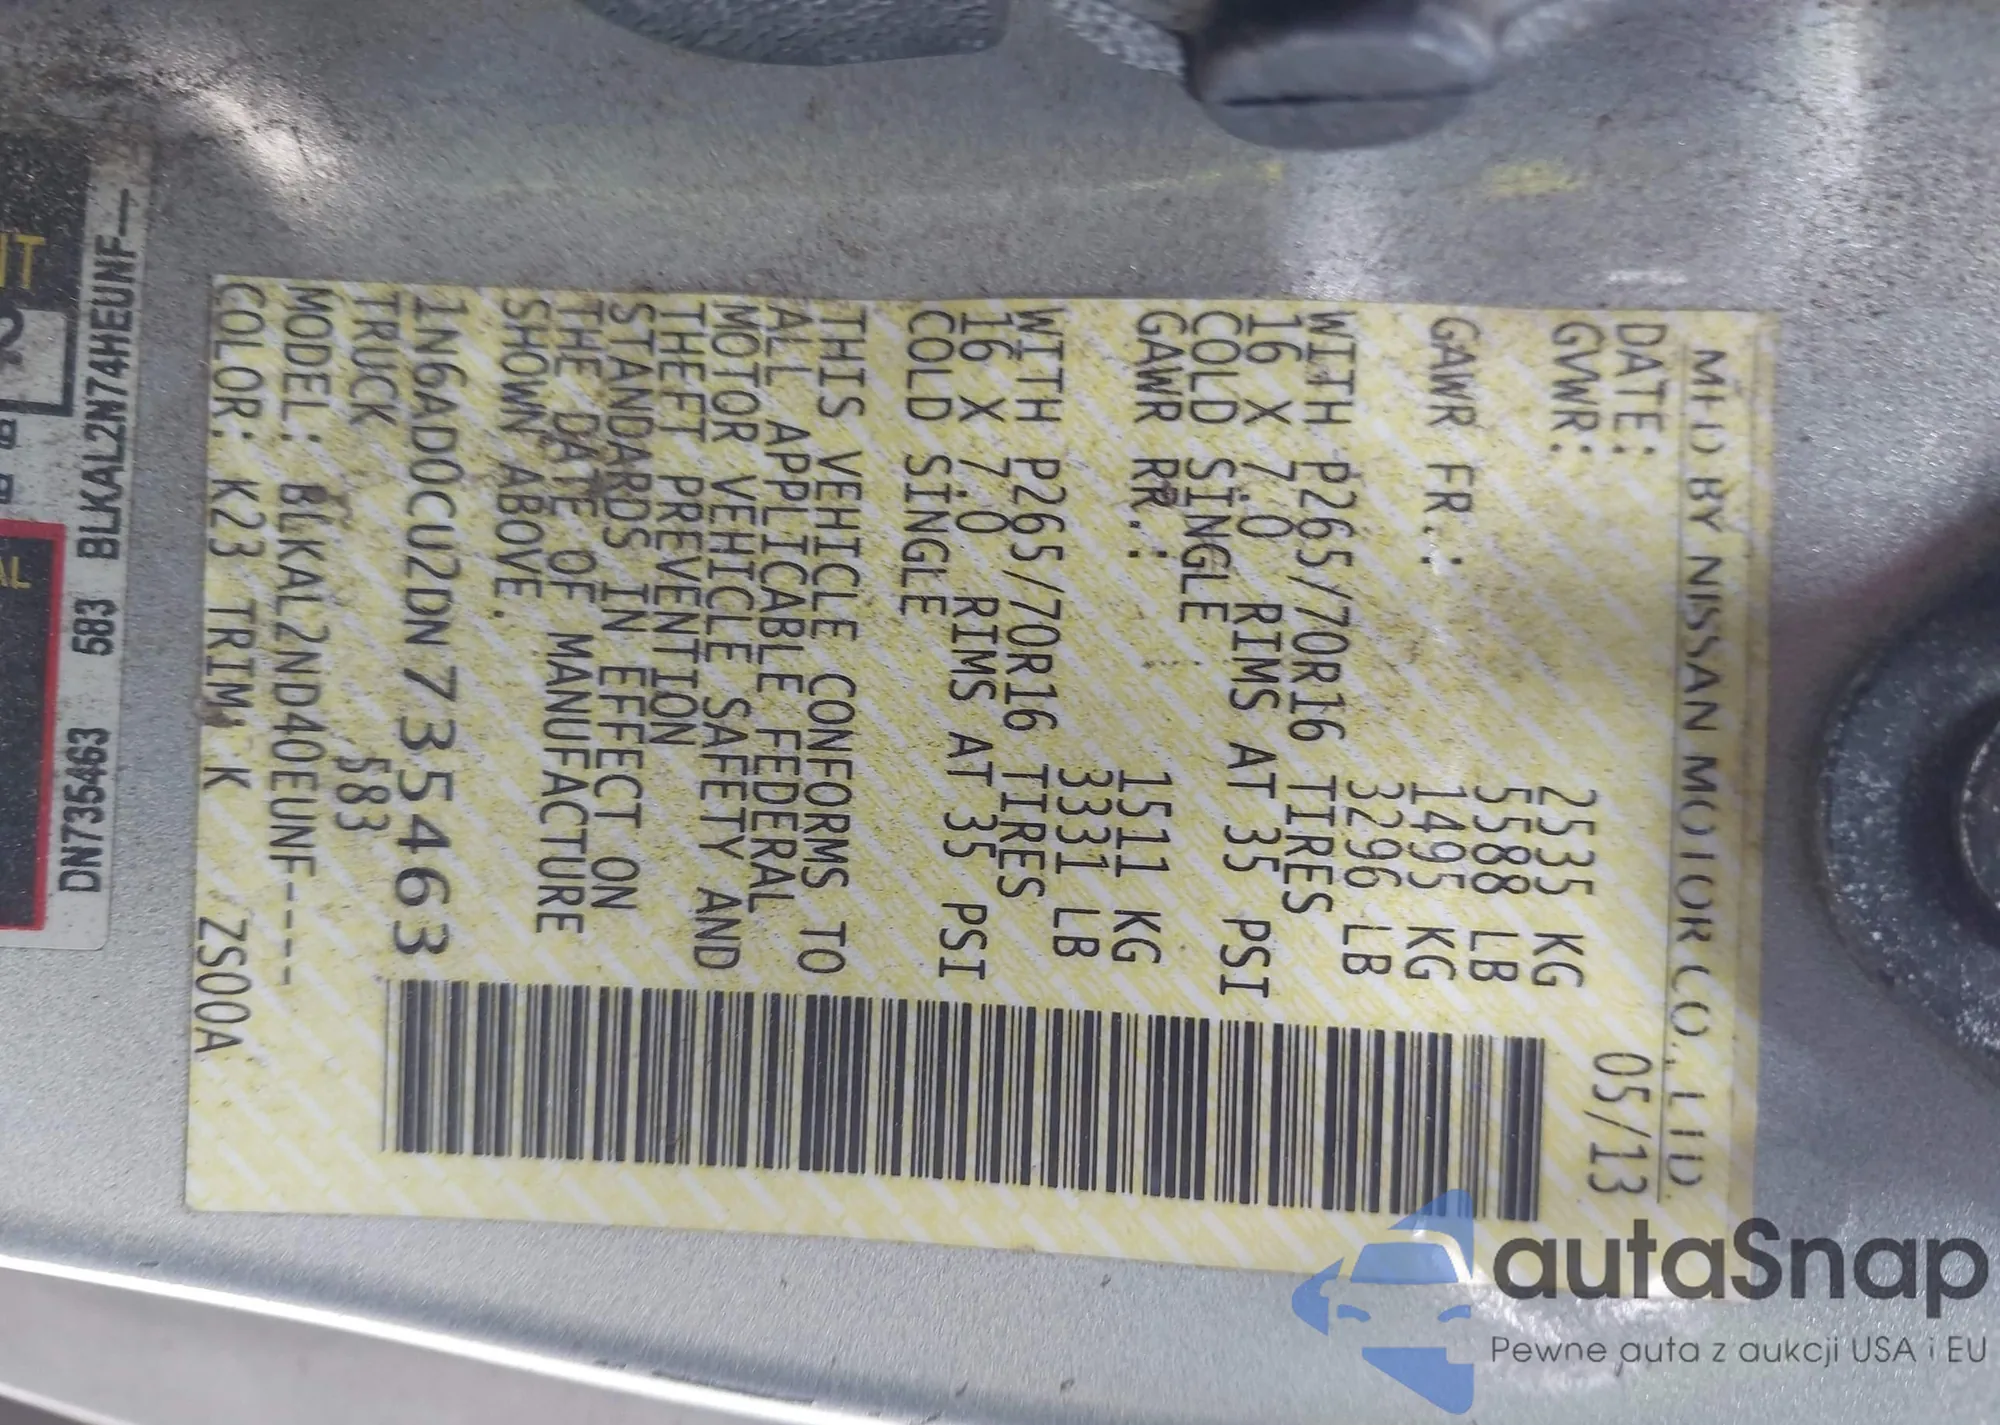 MFD BY NISSAN MOTOR CO., LTD.
DATE: 05/13
GVWR: 2535 KG
5588 LB
GAWR FR.: 1495 KG
3296 LB
WITH P265/70R16 TIRES
16 X 7.0 RIMS AT 35 PSI
COLD SINGLE
GAWR RR.: 1511 KG
3331 LB
WITH P265/70R16 TIRES
16 X 7.0 RIMS AT 35 PSI
COLD SINGLE
THIS VEHICLE CONFORMS TO
ALL APPLICABLE FEDERAL
MOTOR VEHICLE SAFETY AND
THEFT PREVENTION
STANDARDS IN EFFECT ON
THE DATE OF MANUFACTURE
SHOWN ABOVE.
1N6AD0CU2DN735463
TRUCK 583
MODEL: BLKAL2ND40EUNF----
COLOR: K23 TRIM: K ZS00A
BLKAL2N74HEUNF— 583 DN735463
autaSnap
Pewne auta z aukcji USA i EU